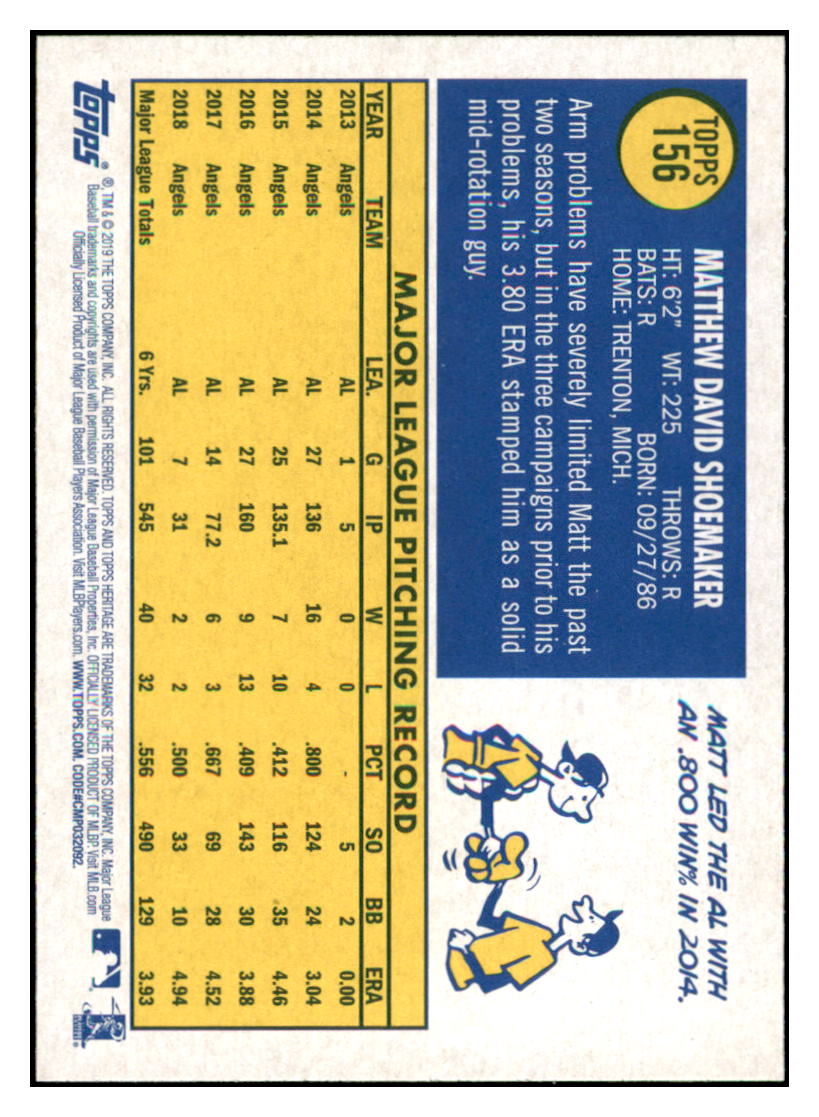 TOPPS
156
MATTHEW DAVID SHOEMAKER
HT: 6'2" WT: 225 THROWS: R
BATS: R BORN: 09/27/86
HOME: TRENTON, MICH.
Arm problems have severely limited Matt the past
two seasons, but in the three campaigns prior to his
problems, his 3.80 ERA stamped him as a solid
mid-rotation guy.
MATT LED THE AL WITH
AN .800 WIN% IN 2014.
MAJOR LEAGUE PITCHING RECORD
YEAR TEAM LEA. G IP W L PCT SO BB ERA
2013 Angels AL 1 5 0 0 - 5 2 0.00
2014 Angels AL 27 136 16 4 .800 124 24 3.04
2015 Angels AL 25 135.1 7 10 .412 116 35 4.46
2016 Angels AL 27 160 9 13 .409 143 30 3.88
2017 Angels AL 14 77.2 6 3 .667 69 28 4.52
2018 Angels AL 7 31 2 2 .500 33 10 4.94
Major League Totals 6 Yrs. 101 545 40 32 .556 490 129 3.93
topps® ®, TM & © 2019 THE TOPPS COMPANY, INC. ALL RIGHTS RESERVED. TOPPS AND TOPPS HERITAGE ARE TRADEMARKS OF THE TOPPS COMPANY, INC. Major League
Baseball trademarks and copyrights are used with permission of Major League Baseball Properties, Inc. OFFICIALLY LICENSED PRODUCT OF MLBP. Visit MLB.com
Officially Licensed Product of Major League Baseball Players Association. Visit MLBPlayers.com. WWW.TOPPS.COM. CODE#CMP032092.